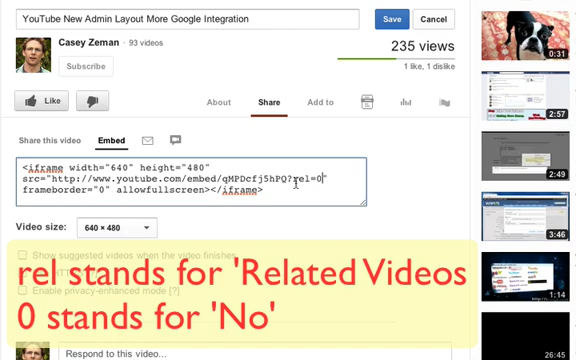 YouTube New Admin Layout More Google Integration
Save
Cancel
Casey Zeman · 93 videos
Subscribe
235 views
1 like, 1 dislike
Like
About
Share
Add to
Share this video
Embed
<iframe width="640" height="480"
src="http://www.youtube.com/embed/qMPDcfj5hPQ?rel=0"
frameborder="0" allowfullscreen></iframe>
Video size:
640 × 480
Show suggested videos when the video finishes
rel stands for 'Related Videos
Enable privacy-enhanced mode [?]
0 stands for 'No'
Respond to this video...
0:31
2:57
2:49
3:46
1:14
26:45